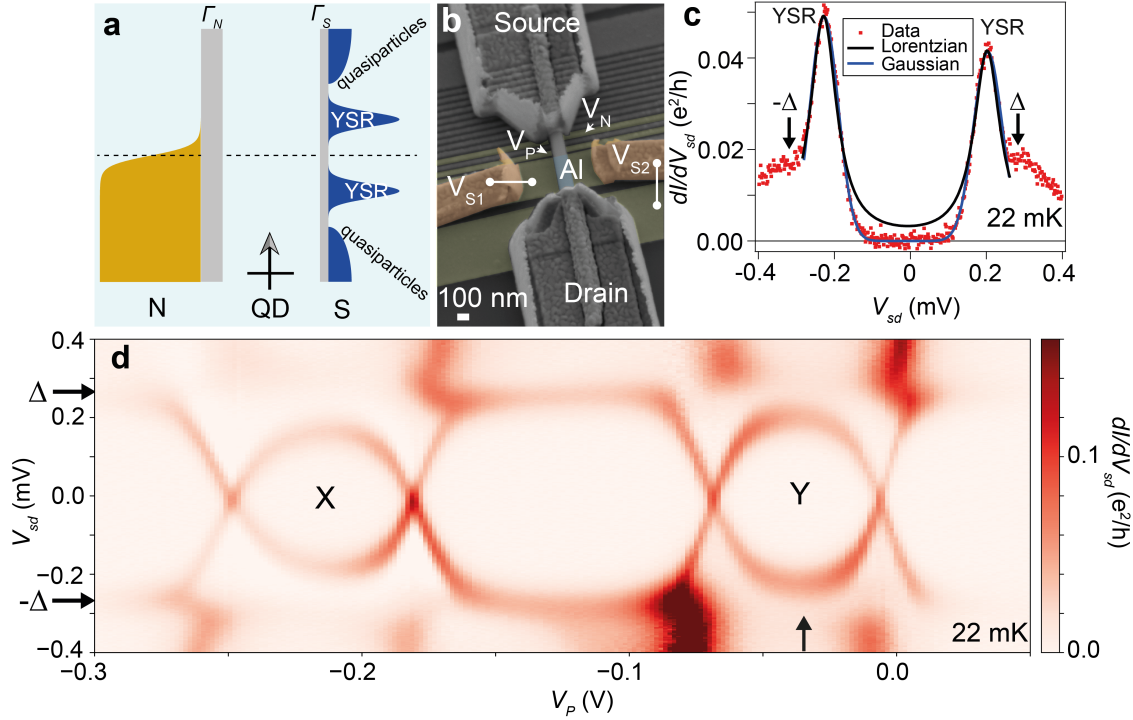 a
Γ_N
Γ_S
quasiparticles
YSR
YSR
quasiparticles
N
QD
S
b
Source
V_N
V_P
V_S1
Al
V_S2
Drain
100 nm
c
YSR
YSR
Data
Lorentzian
Gaussian
-Δ
Δ
22 mK
dI/dV_sd (e²/h)
0.04
0.02
0.00
-0.4
-0.2
0
0.2
0.4
V_sd (mV)
d
Δ
-Δ
X
Y
22 mK
V_sd (mV)
0.4
0.2
0.0
−0.2
−0.4
−0.3
−0.2
−0.1
0.0
V_P (V)
0.1
0.0
dI/dV_sd (e²/h)